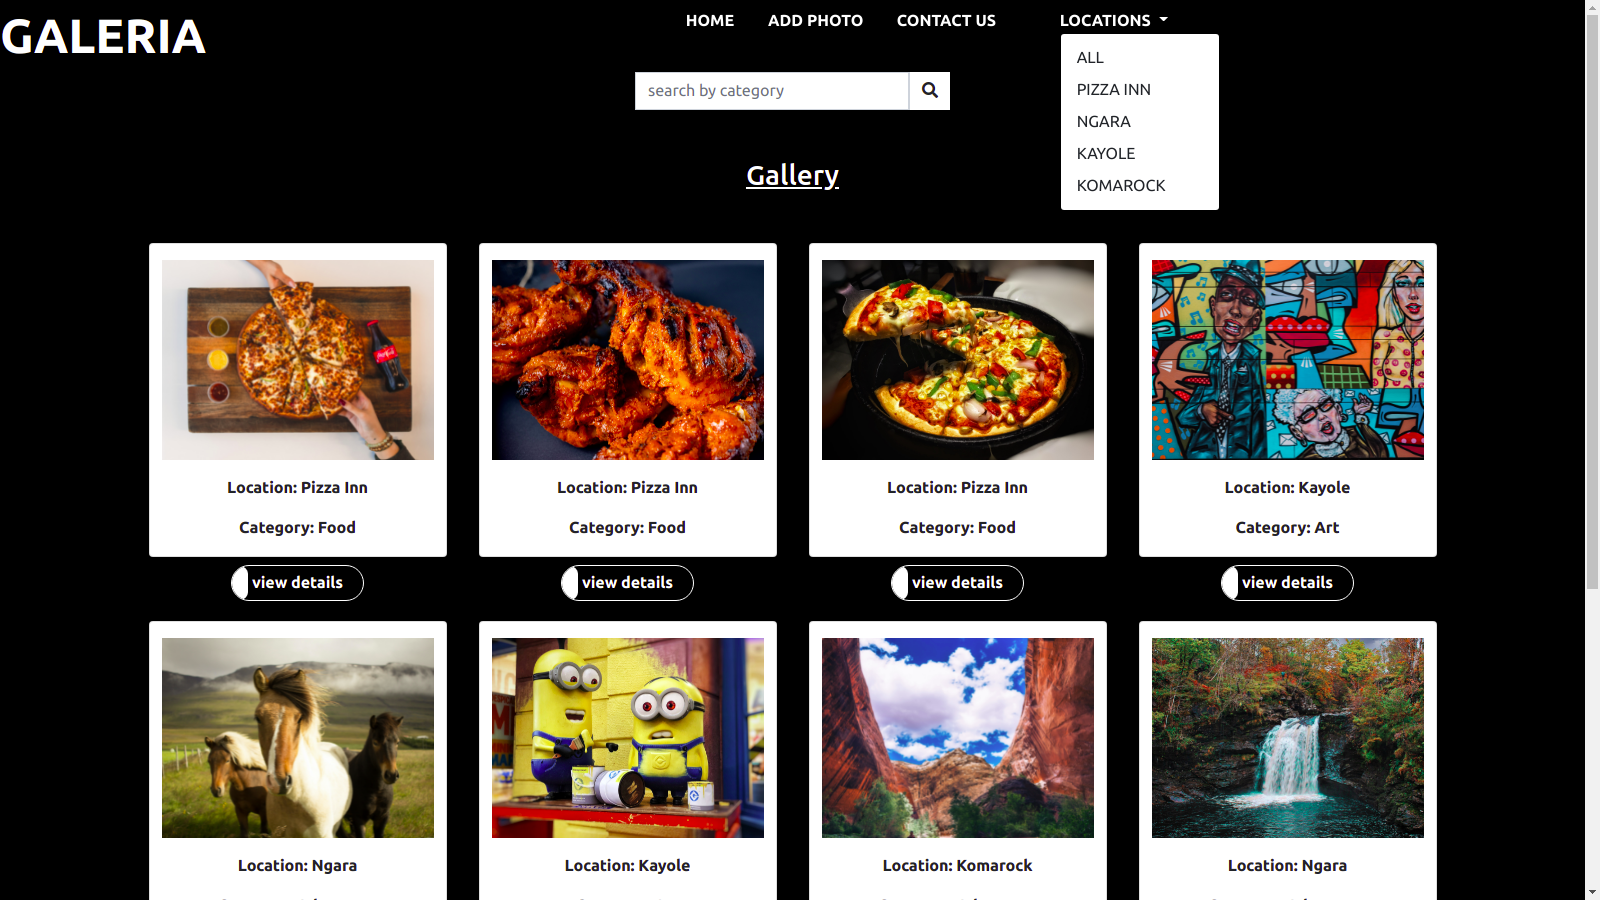 GALERIA
HOME
ADD PHOTO
CONTACT US
LOCATIONS
ALL
PIZZA INN
NGARA
KAYOLE
KOMAROCK
search by category
Gallery
Location: Pizza Inn
Category: Food
view details
Location: Pizza Inn
Category: Food
view details
Location: Pizza Inn
Category: Food
view details
Location: Kayole
Category: Art
view details
Location: Ngara
Location: Kayole
Location: Komarock
Location: Ngara